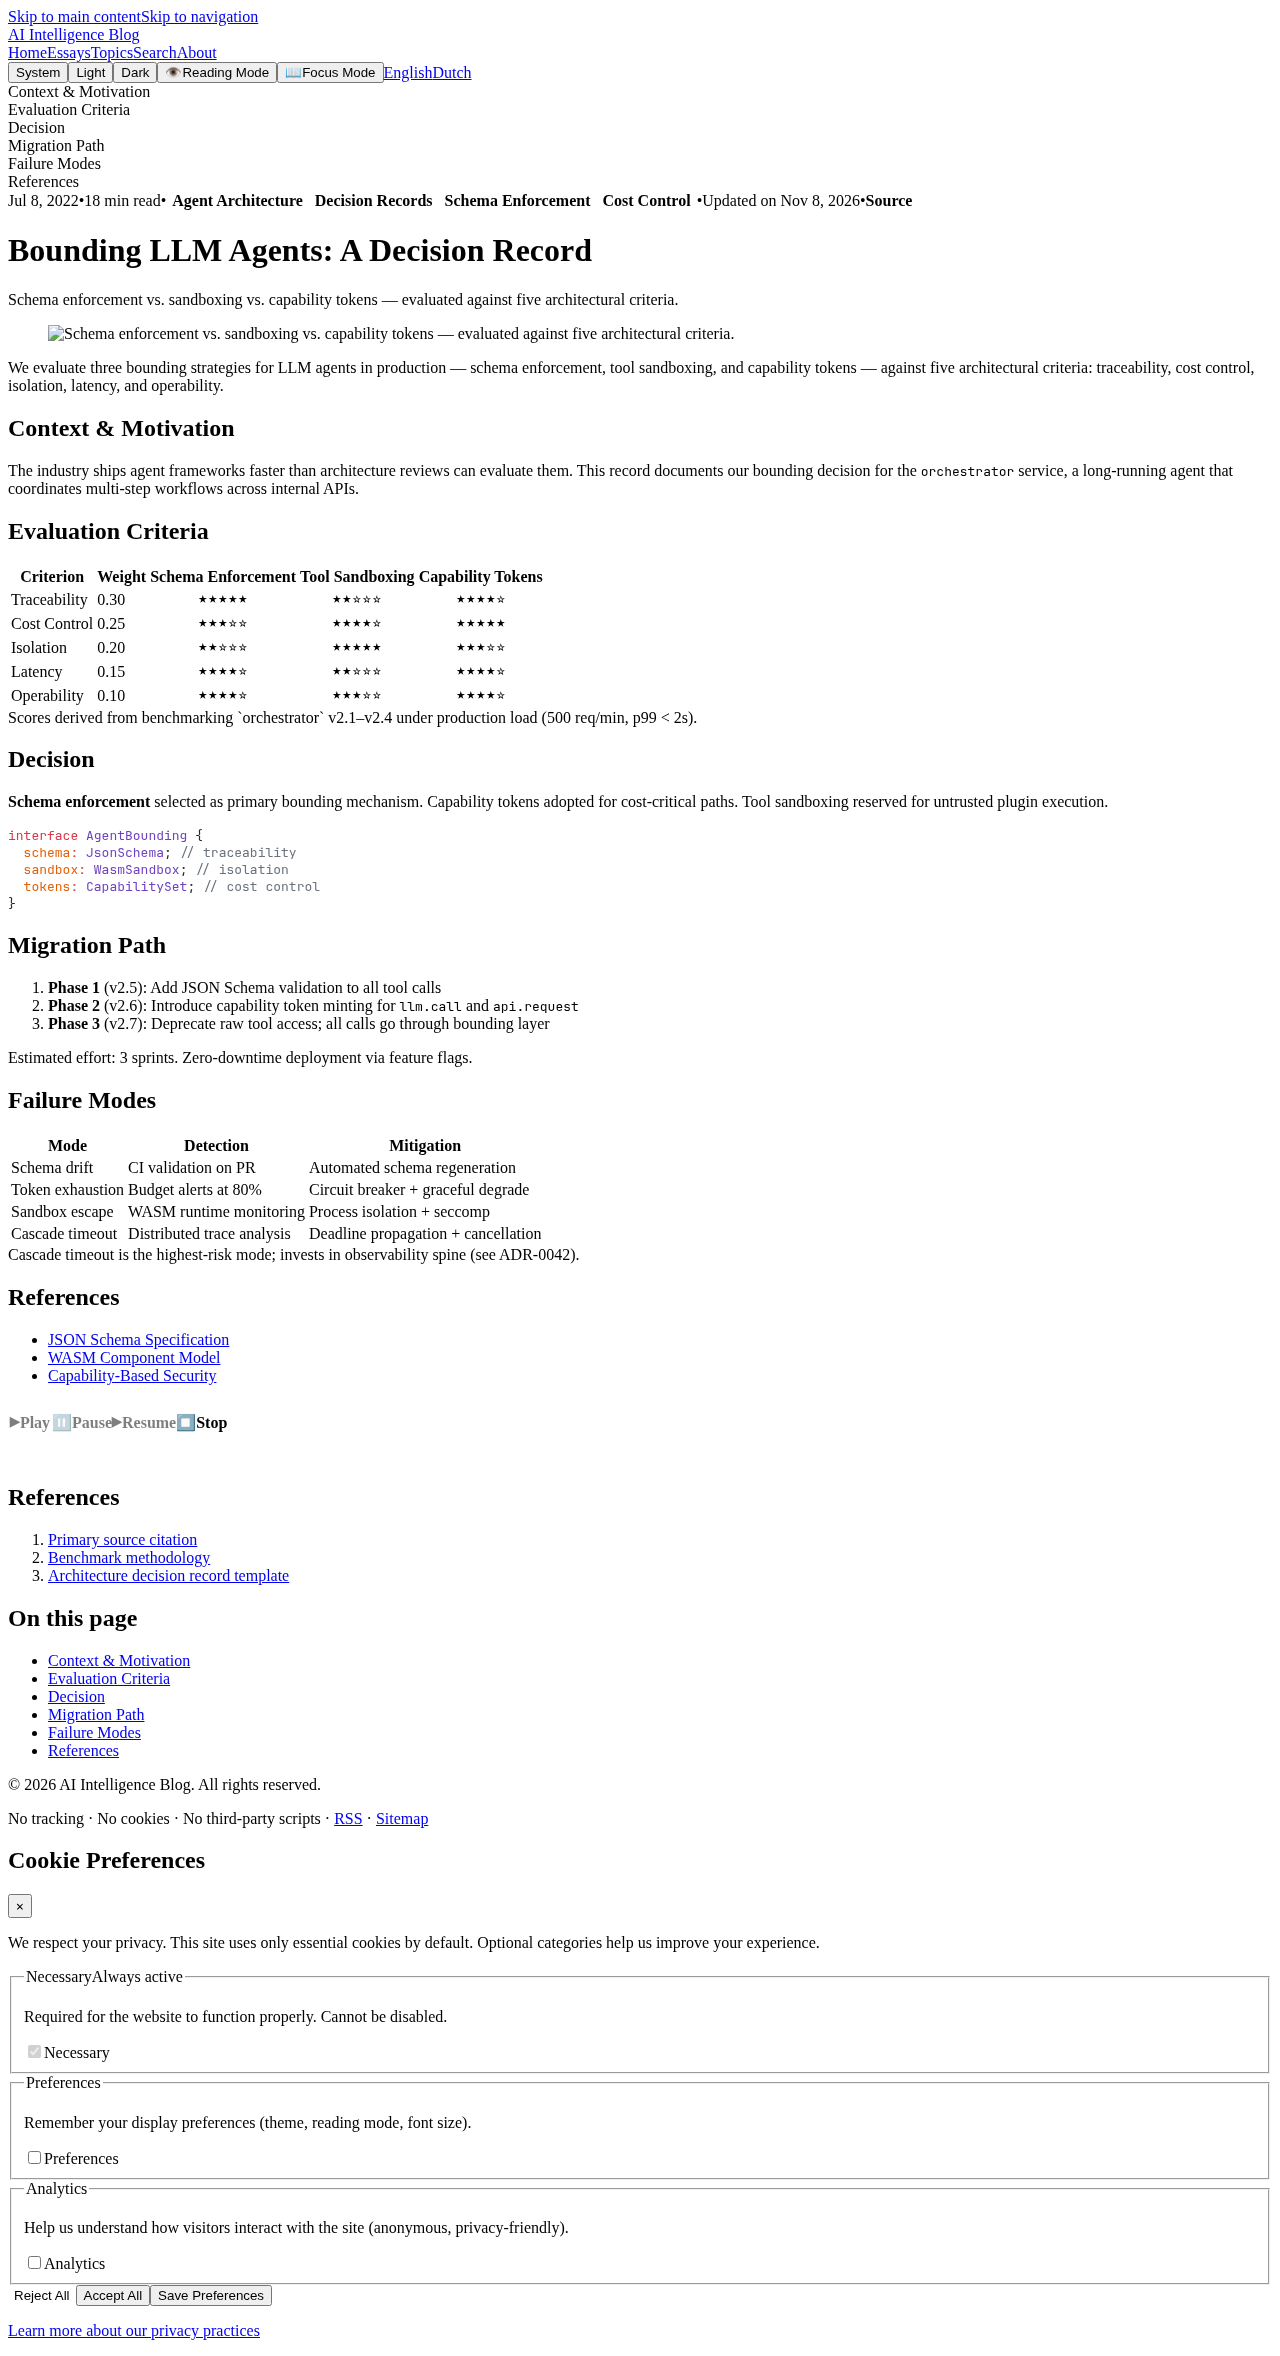 Skip to main contentSkip to navigation
AI Intelligence Blog
HomeEssaysTopicsSearchAbout
System Light Dark 👁️Reading Mode 📖Focus Mode EnglishDutch
Context & Motivation
Evaluation Criteria
Decision
Migration Path
Failure Modes
References
Jul 8, 2022•18 min read• Agent Architecture Decision Records Schema Enforcement Cost Control •Updated on Nov 8, 2026•Source
Bounding LLM Agents: A Decision Record
Schema enforcement vs. sandboxing vs. capability tokens — evaluated against five architectural criteria.
Schema enforcement vs. sandboxing vs. capability tokens — evaluated against five architectural criteria.
We evaluate three bounding strategies for LLM agents in production — schema enforcement, tool sandboxing, and capability tokens — against five architectural criteria: traceability, cost control,
isolation, latency, and operability.
Context & Motivation
The industry ships agent frameworks faster than architecture reviews can evaluate them. This record documents our bounding decision for the orchestrator service, a long-running agent that
coordinates multi-step workflows across internal APIs.
Evaluation Criteria
Criterion Weight Schema Enforcement Tool Sandboxing Capability Tokens
Traceability 0.30 ★★★★★ ★★☆☆☆ ★★★★☆
Cost Control 0.25 ★★★☆☆ ★★★★☆ ★★★★★
Isolation 0.20 ★★☆☆☆ ★★★★★ ★★★☆☆
Latency 0.15 ★★★★☆ ★★☆☆☆ ★★★★☆
Operability 0.10 ★★★★☆ ★★★☆☆ ★★★★☆
Scores derived from benchmarking `orchestrator` v2.1–v2.4 under production load (500 req/min, p99 < 2s).
Decision
Schema enforcement selected as primary bounding mechanism. Capability tokens adopted for cost-critical paths. Tool sandboxing reserved for untrusted plugin execution.
interface AgentBounding {
schema: JsonSchema; // traceability
sandbox: WasmSandbox; // isolation
tokens: CapabilitySet; // cost control
}
Migration Path
1. Phase 1 (v2.5): Add JSON Schema validation to all tool calls
2. Phase 2 (v2.6): Introduce capability token minting for llm.call and api.request
3. Phase 3 (v2.7): Deprecate raw tool access; all calls go through bounding layer
Estimated effort: 3 sprints. Zero-downtime deployment via feature flags.
Failure Modes
Mode Detection Mitigation
Schema drift CI validation on PR Automated schema regeneration
Token exhaustion Budget alerts at 80% Circuit breaker + graceful degrade
Sandbox escape WASM runtime monitoring Process isolation + seccomp
Cascade timeout Distributed trace analysis Deadline propagation + cancellation
Cascade timeout is the highest-risk mode; invests in observability spine (see ADR-0042).
References
• JSON Schema Specification
• WASM Component Model
• Capability-Based Security
▶Play ⏸️Pause▶Resume⏹️Stop
References
1. Primary source citation
2. Benchmark methodology
3. Architecture decision record template
On this page
• Context & Motivation
• Evaluation Criteria
• Decision
• Migration Path
• Failure Modes
• References
© 2026 AI Intelligence Blog. All rights reserved.
No tracking · No cookies · No third-party scripts · RSS · Sitemap
Cookie Preferences
×
We respect your privacy. This site uses only essential cookies by default. Optional categories help us improve your experience.
NecessaryAlways active
Required for the website to function properly. Cannot be disabled.
Necessary
Preferences
Remember your display preferences (theme, reading mode, font size).
Preferences
Analytics
Help us understand how visitors interact with the site (anonymous, privacy-friendly).
Analytics
Reject All Accept All Save Preferences
Learn more about our privacy practices